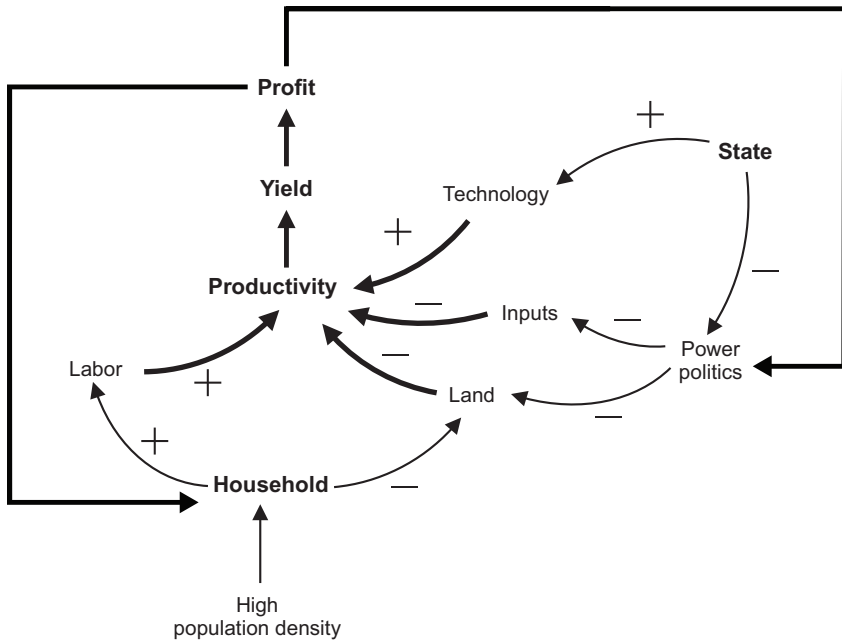 Profit
+
State
Yield
Technology
+
Productivity
—
—
Inputs
—
Power
politics
—
Labor
+
Land
—
+
Household
—
High
population density